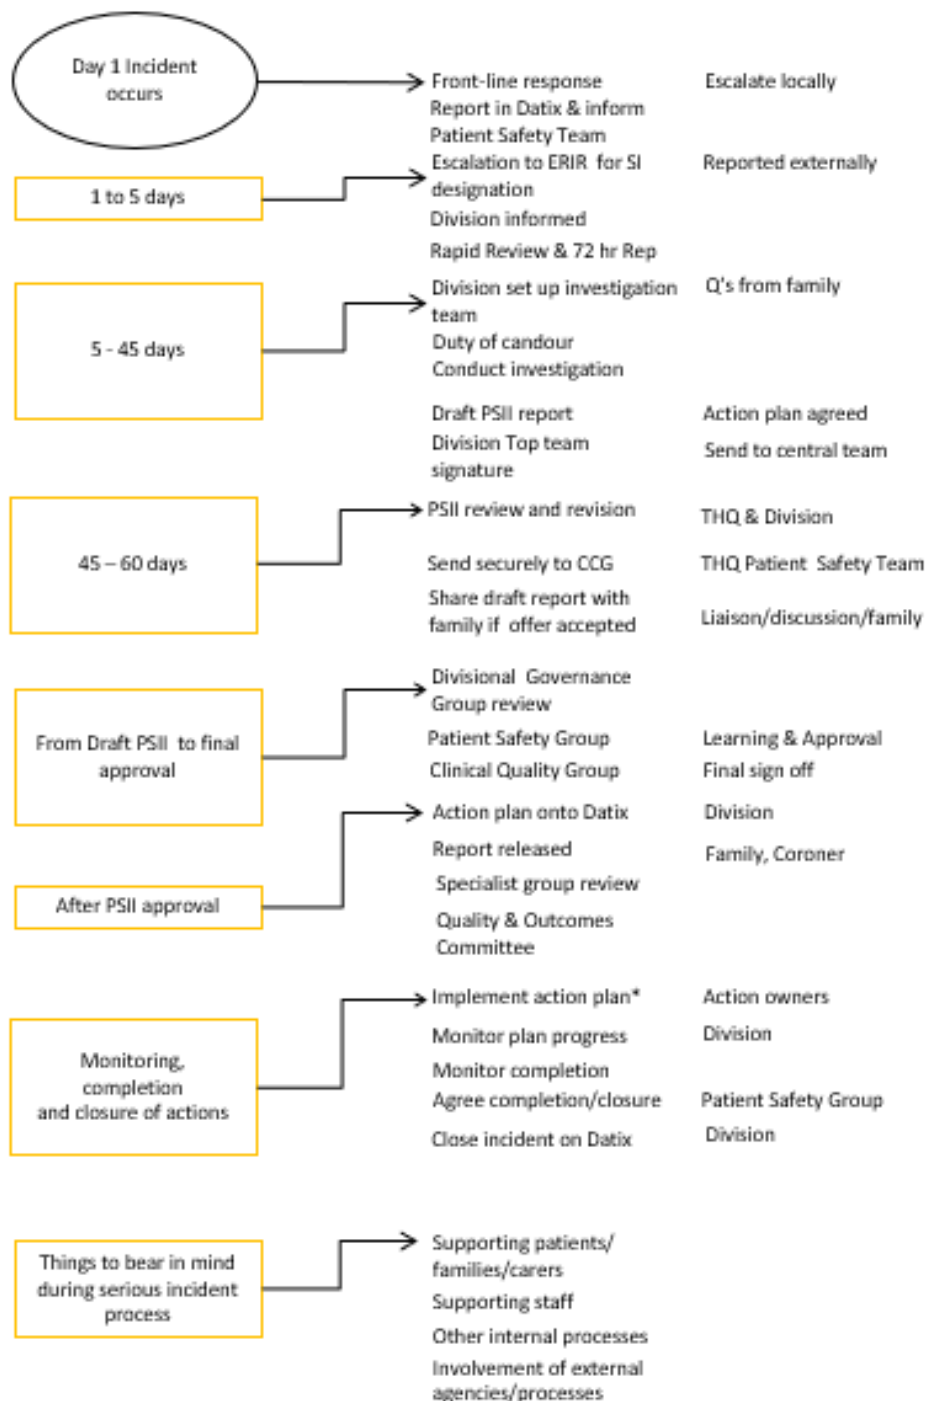 Day 1 Incident
occurs
Front-line response
Escalate locally
Report in Datix & inform
Patient Safety Team
1 to 5 days
Escalation to ERIR for SI
designation
Reported externally
Division informed
Rapid Review & 72 hr Rep
5 - 45 days
Division set up investigation
team
Q's from family
Duty of candour
Conduct investigation
Draft PSII report
Action plan agreed
Division Top team
signature
Send to central team
45 – 60 days
PSII review and revision
THQ & Division
Send securely to CCG
THQ Patient Safety Team
Share draft report with
family if offer accepted
Liaison/discussion/family
From Draft PSII to final
approval
Divisional Governance
Group review
Patient Safety Group
Learning & Approval
Clinical Quality Group
Final sign off
After PSII approval
Action plan onto Datix
Division
Report released
Family, Coroner
Specialist group review
Quality & Outcomes
Committee
Monitoring,
completion
and closure of actions
Implement action plan*
Action owners
Monitor plan progress
Division
Monitor completion
Agree completion/closure
Patient Safety Group
Close incident on Datix
Division
Things to bear in mind
during serious incident
process
Supporting patients/
families/carers
Supporting staff
Other internal processes
Involvement of external
agencies/processes